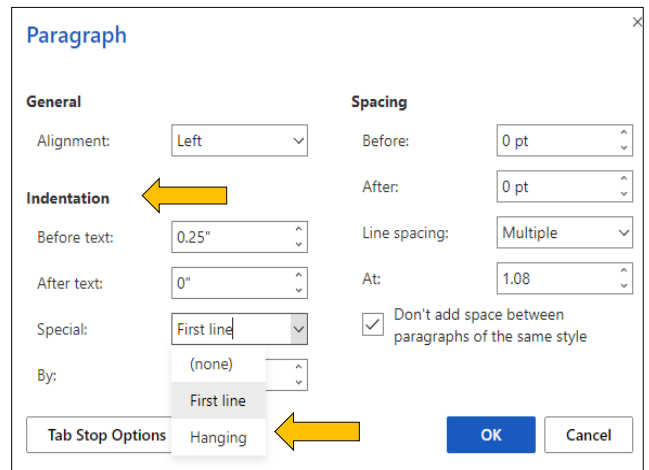 Paragraph
General
Alignment: Left
Indentation
Before text: 0.25"
After text: 0"
Special: First line
(none)
First line
Hanging
By:
Tab Stop Options
Spacing
Before: 0 pt
After: 0 pt
Line spacing: Multiple
At: 1.08
Don't add space between
paragraphs of the same style
OK
Cancel